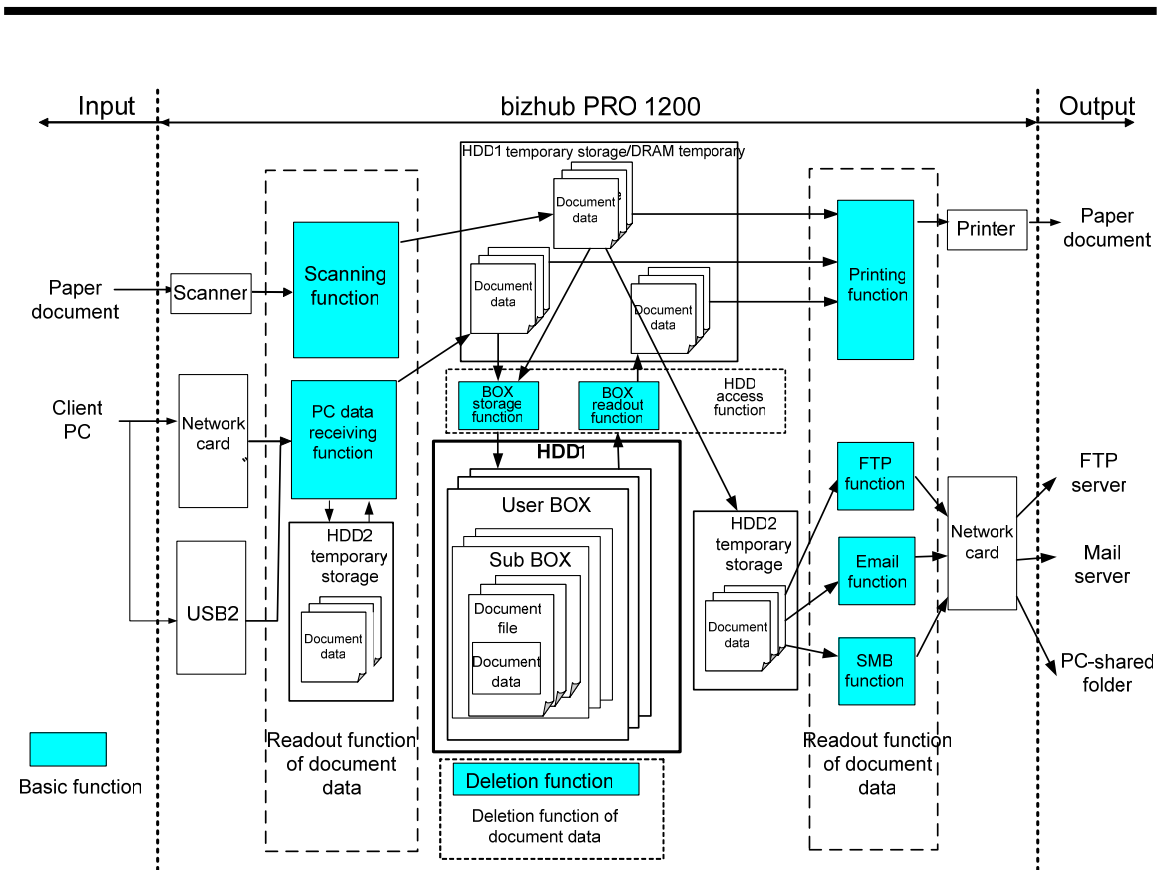 Input
bizhub PRO 1200
Output
HDD1 temporary storage/DRAM temporary
Document
data
Document
data
Document
data
Scanning
function
Paper
document
Scanner
Printing
function
Printer
Paper
document
Client
PC
Network
card
PC data
receiving
function
BOX
storage
function
BOX
readout
function
HDD
access
function
HDD1
User BOX
Sub BOX
Document
file
Document
data
USB2
HDD2
temporary
storage
Document
data
HDD2
temporary
storage
Document
data
FTP
function
Email
function
SMB
function
Network
card
FTP
server
Mail
server
PC-shared
folder
Basic function
Readout function
of document
data
Deletion function
Deletion function of
document data
Readout function
of document
data